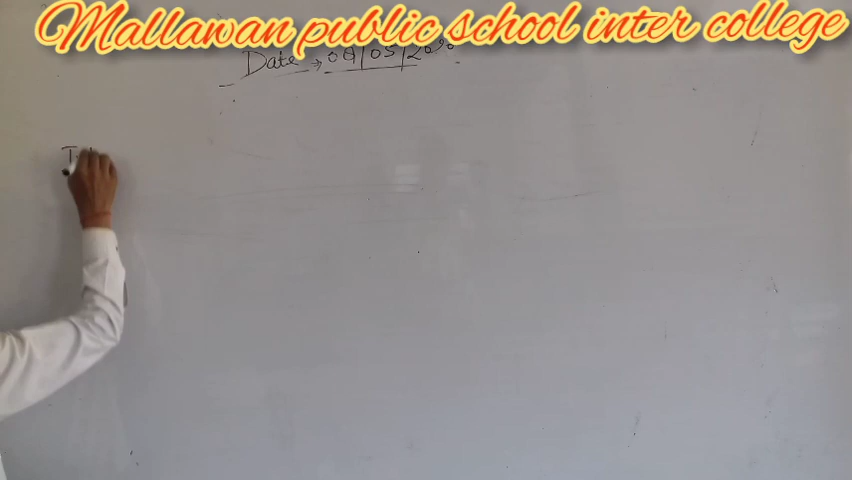 Mallawan public school inter college
Date → 09/05/20